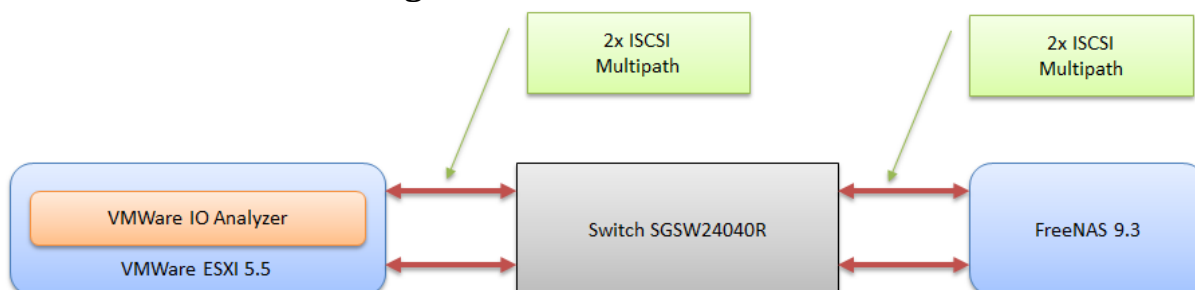 2x ISCSI
Multipath
2x ISCSI
Multipath
VMWare IO Analyzer
VMWare ESXI 5.5
Switch SGSW24040R
FreeNAS 9.3